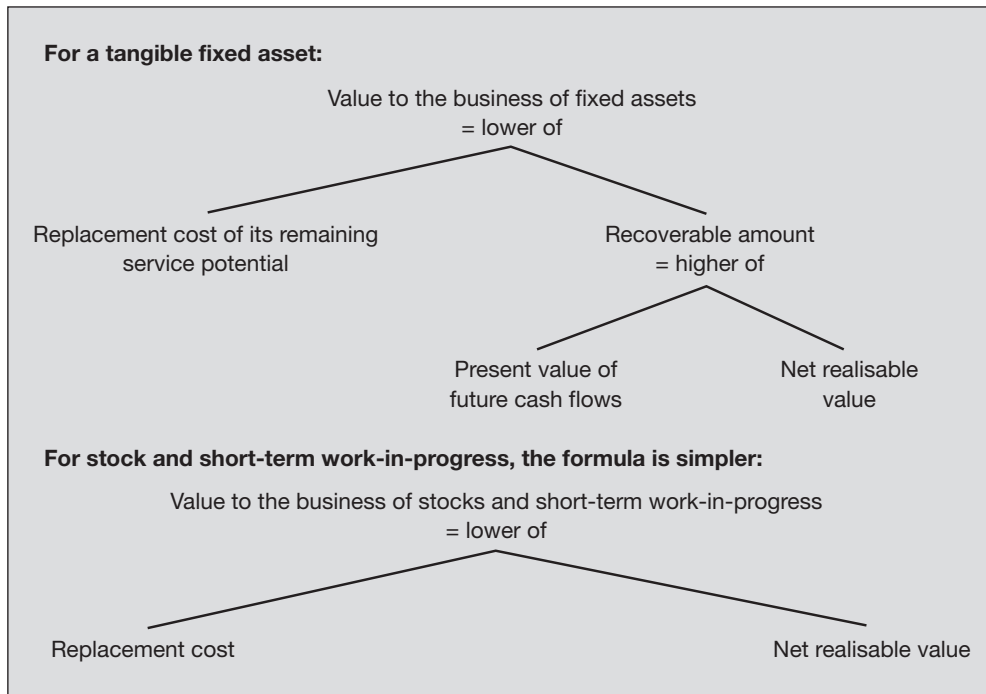 For a tangible fixed asset:
Value to the business of fixed assets
= lower of
Replacement cost of its remaining
service potential
Recoverable amount
= higher of
Present value of
future cash flows
Net realisable
value
For stock and short-term work-in-progress, the formula is simpler:
Value to the business of stocks and short-term work-in-progress
= lower of
Replacement cost
Net realisable value